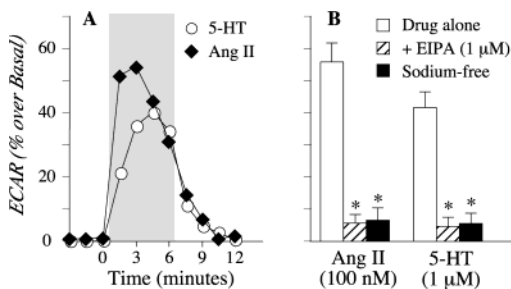 A
5-HT
Ang II
ECAR (% over Basal)
60
40
20
0
0 3 6 9 12
Time (minutes)
B
Drug alone
+ EIPA (1 μM)
Sodium-free
* * * *
Ang II 5-HT
(100 nM) (1 μM)